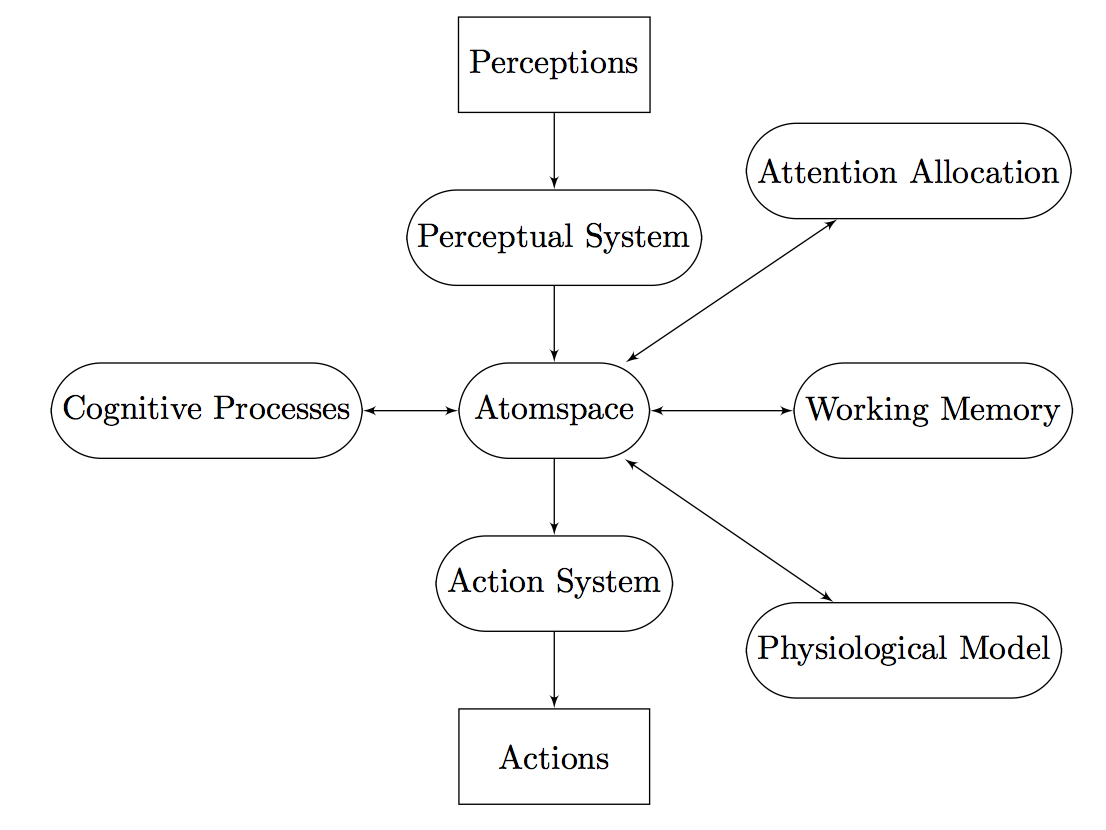 Perceptions
Attention Allocation
Perceptual System
Cognitive Processes
Atomspace
Working Memory
Action System
Physiological Model
Actions